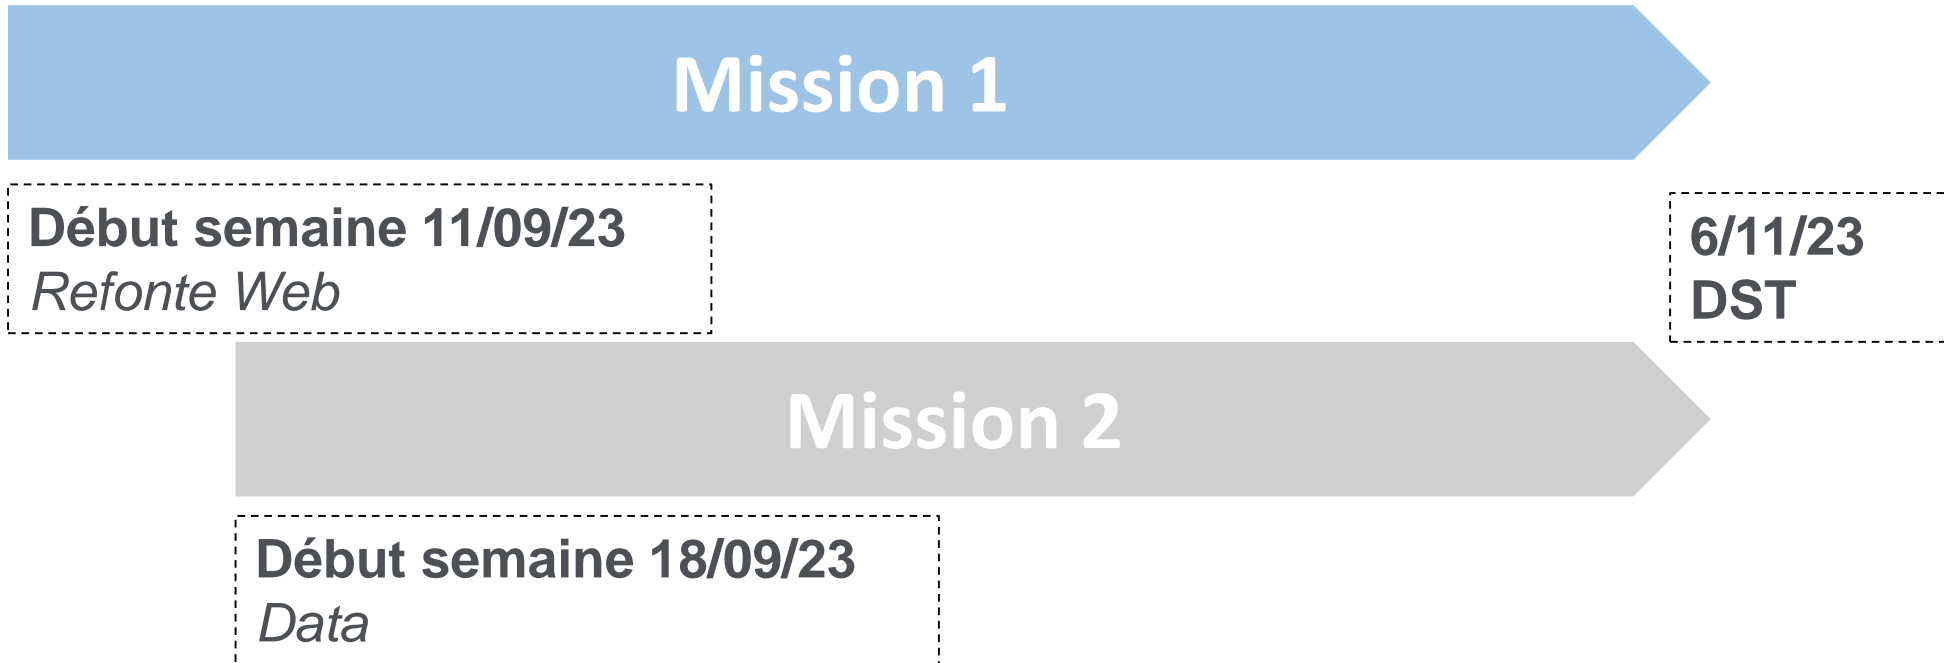 Mission 1
Début semaine 11/09/23
Refonte Web
6/11/23
DST
Mission 2
Début semaine 18/09/23
Data